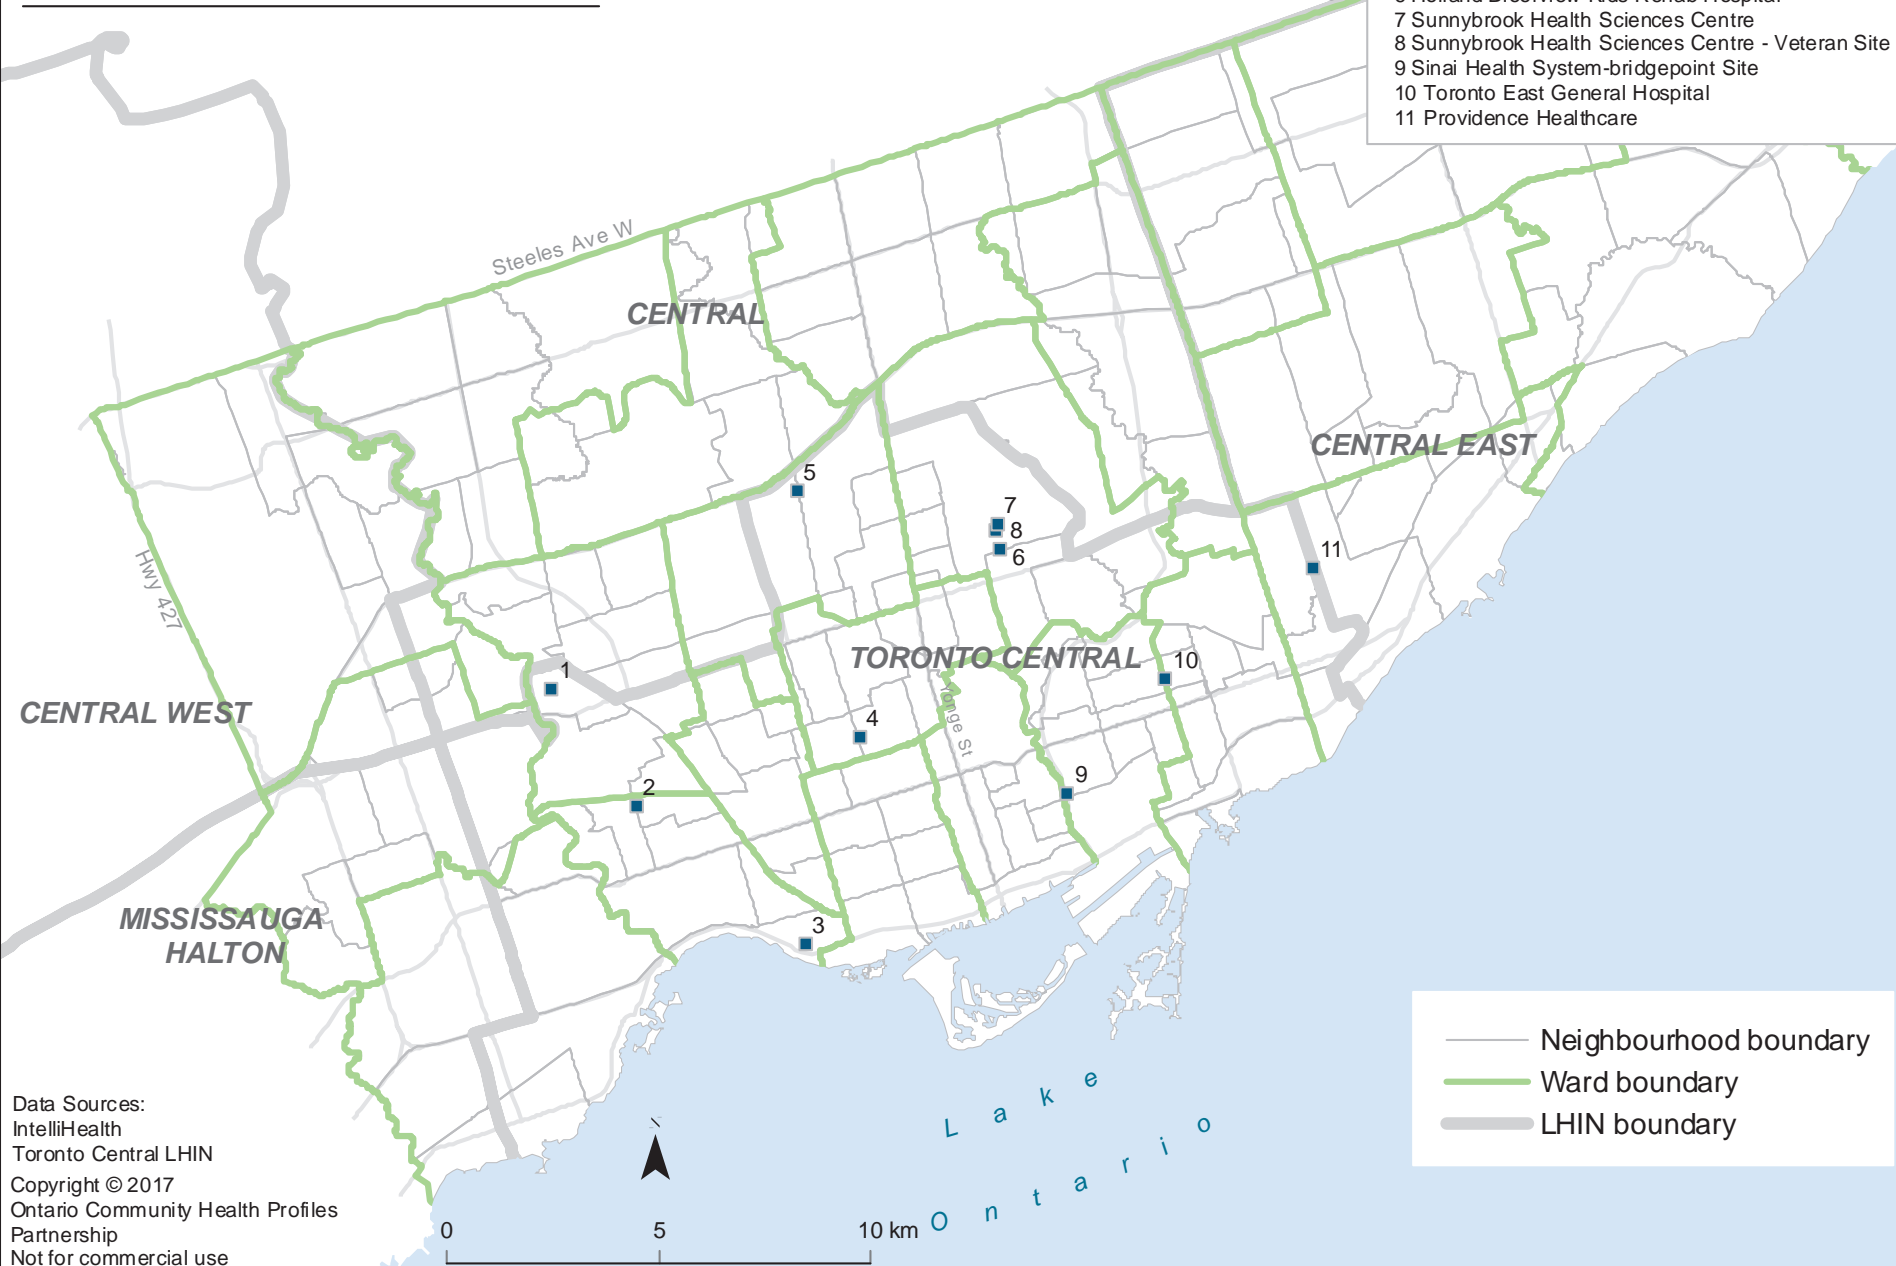 7 Sunnybrook Health Sciences Centre
8 Sunnybrook Health Sciences Centre - Veteran Site
9 Sinai Health System-bridgepoint Site
10 Toronto East General Hospital
11 Providence Healthcare
Steeles Ave W
CENTRAL
CENTRAL EAST
5
7
8
6
11
Hwy 427
TORONTO CENTRAL
1
10
CENTRAL WEST
Yonge St
4
2
9
MISSISSAUGA
HALTON
3
Neighbourhood boundary
Ward boundary
LHIN boundary
Lake
Ontario
Data Sources:
IntelliHealth
Toronto Central LHIN
Copyright © 2017
Ontario Community Health Profiles
Partnership
Not for commercial use
0 5 10 km